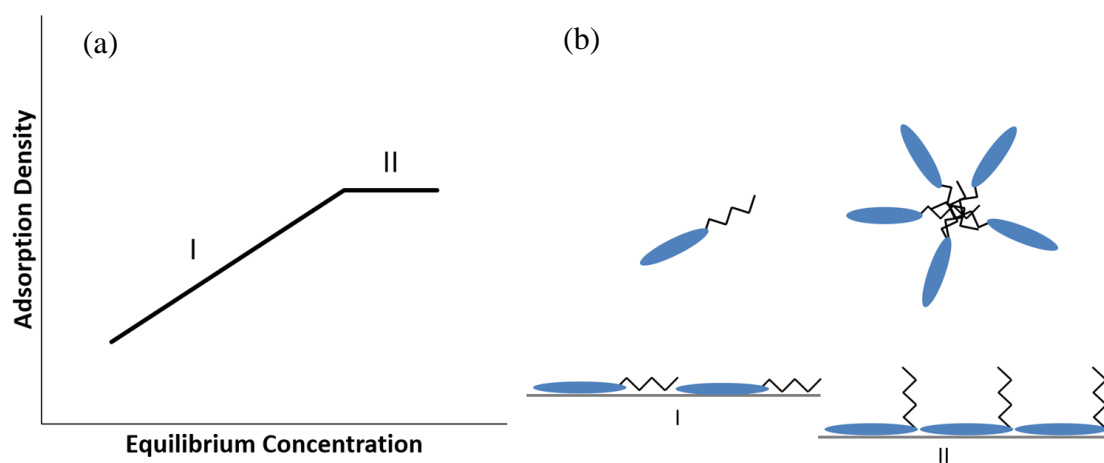 (a)
(b)
II
I
Adsorption Density
Equilibrium Concentration
I
II